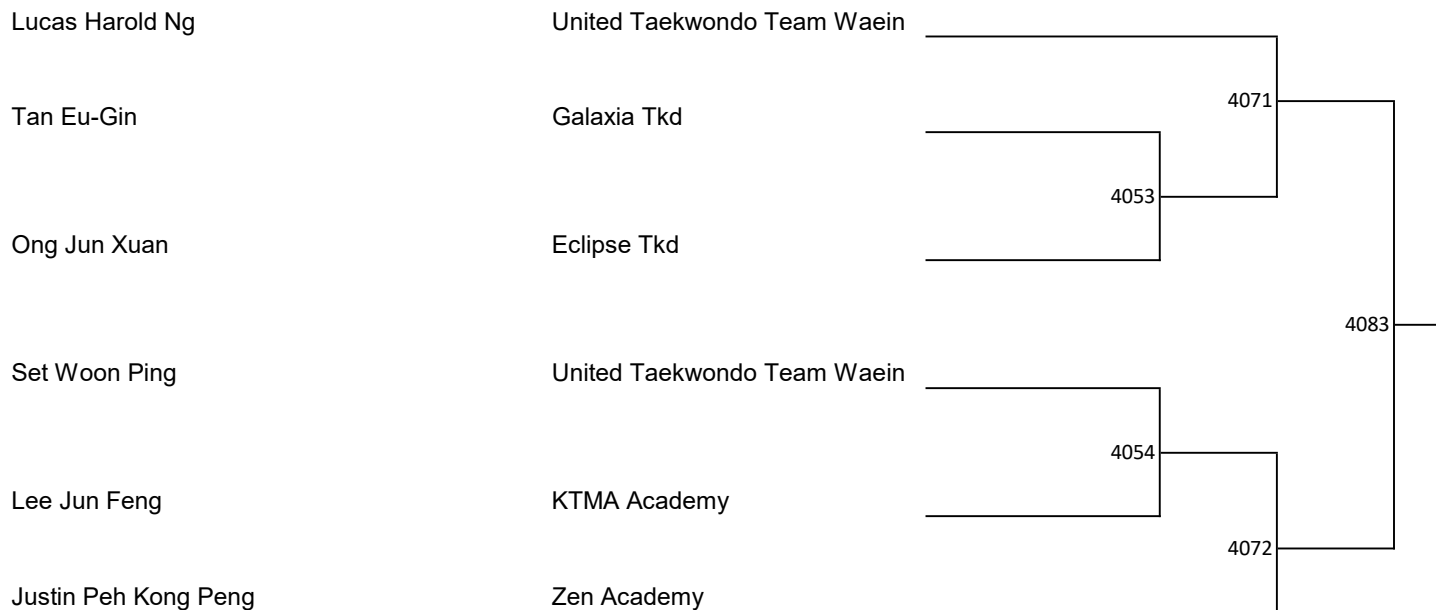 Lucas Harold Ng United Taekwondo Team Waein
4071
Tan Eu-Gin Galaxia Tkd
4053
Ong Jun Xuan Eclipse Tkd
4083
Set Woon Ping United Taekwondo Team Waein
4054
Lee Jun Feng KTMA Academy
4072
Justin Peh Kong Peng Zen Academy